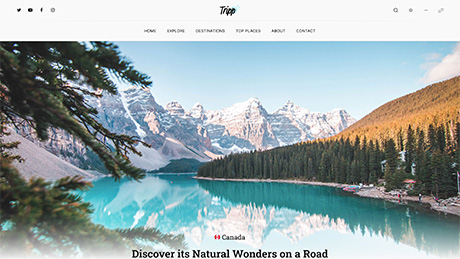 Tripp
HOME EXPLORE DESTINATIONS TOP PLACES ABOUT CONTACT
Canada
Discover its Natural Wonders on a Road